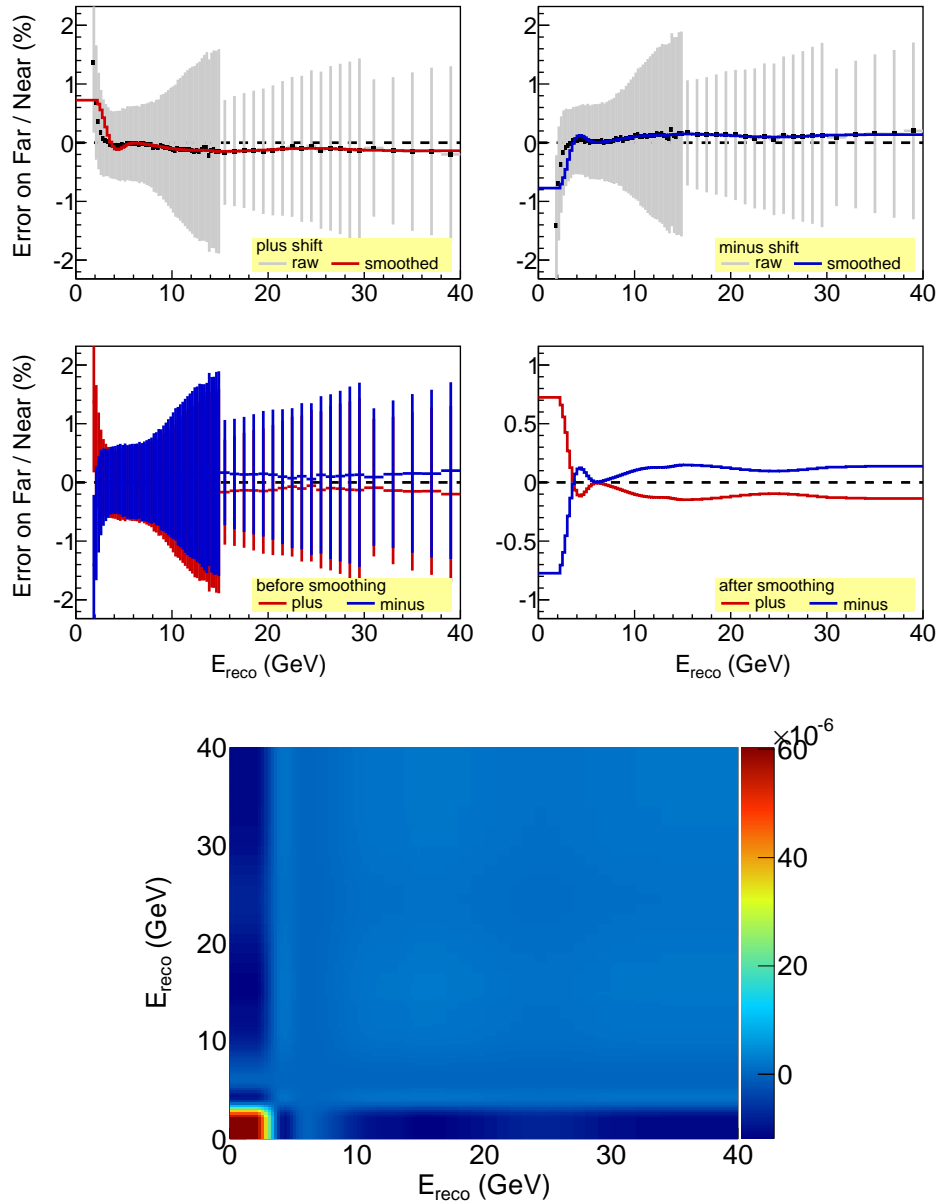 Error on Far / Near (%)
2
1
0
-1
-2
plus shift
raw smoothed
0 10 20 30 40
2
1
0
-1
-2
minus shift
raw smoothed
0 10 20 30 40
Error on Far / Near (%)
2
1
0
-1
-2
before smoothing
plus minus
0 10 20 30 40
E_reco (GeV)
1
0.5
0
-0.5
-1
after smoothing
plus minus
0 10 20 30 40
E_reco (GeV)
×10^-6
E_reco (GeV)
40
30
20
10
0
60
40
20
0
0 10 20 30 40
E_reco (GeV)